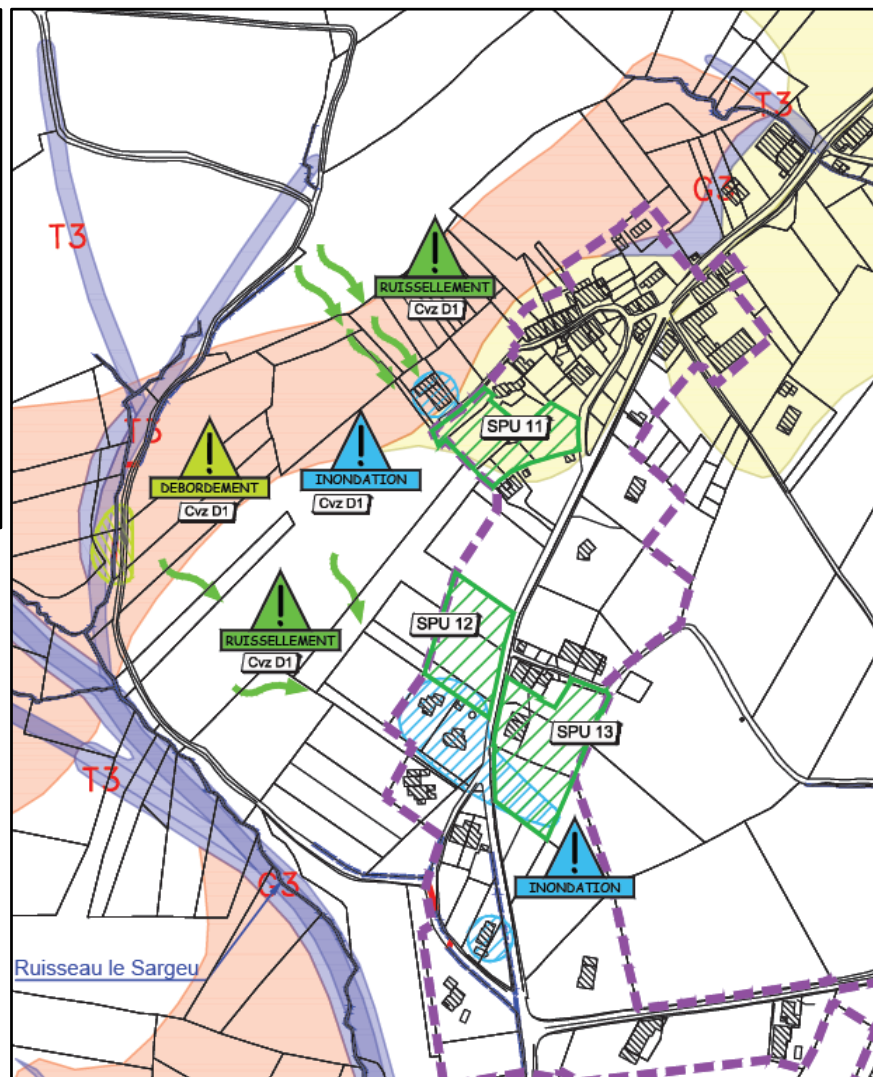 T3
G3
T3
RUISSELLEMENT
Cvz D1
SPU 11
T3
DEBORDEMENT
Cvz D1
INONDATION
Cvz D1
RUISSELLEMENT
Cvz D1
SPU 12
SPU 13
T3
INONDATION
G3
Ruisseau le Sargeu